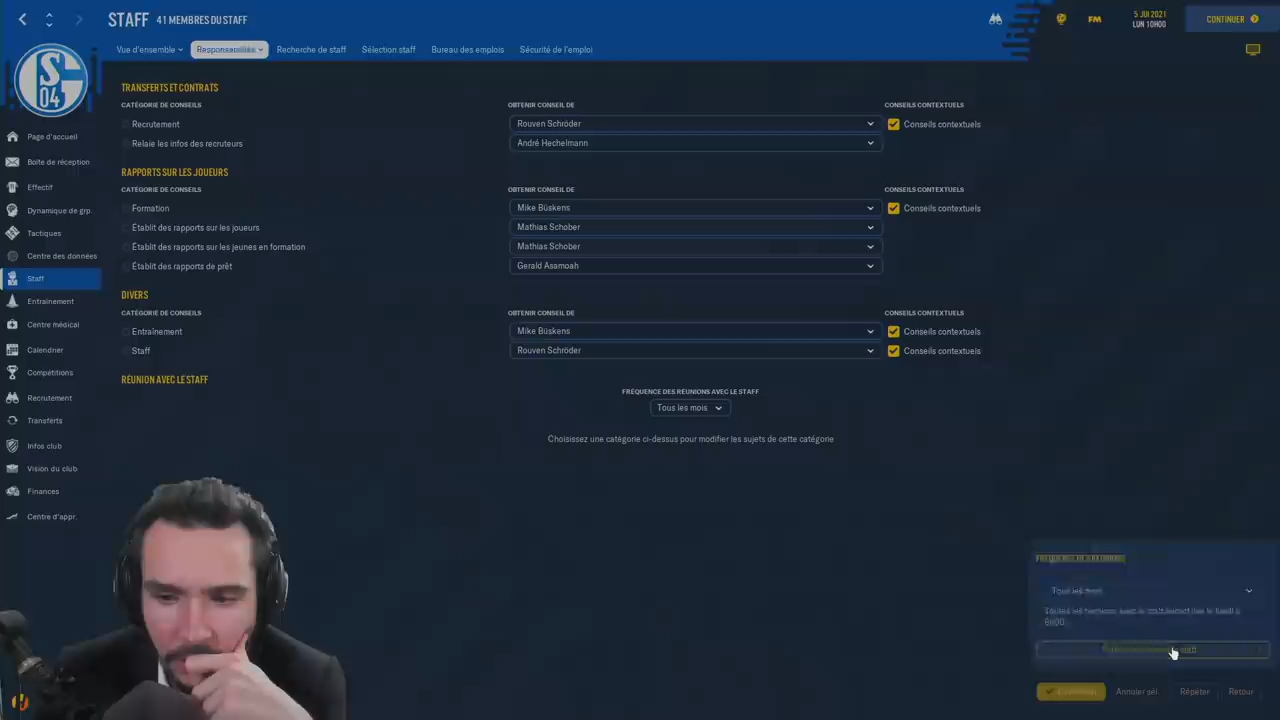 STAFF 41 MEMBRES DU STAFF
FM
5 JUI 2021
LUN 10H00
CONTINUER
Vue d'ensemble
Responsabilités
Recherche de staff
Sélection staff
Bureau des emplois
Sécurité de l'emploi
S
04
Page d'accueil
Boîte de réception
Effectif
Dynamique de grp.
Tactiques
Centre des données
Staff
Entraînement
Centre médical
Calendrier
Compétitions
Recrutement
Transferts
Infos club
Vision du club
Finances
Centre d'appr.
TRANSFERTS ET CONTRATS
CATÉGORIE DE CONSEILS
OBTENIR CONSEIL DE
CONSEILS CONTEXTUELS
Recrutement
Rouven Schröder
Conseils contextuels
Relaie les infos des recruteurs
André Hechelmann
RAPPORTS SUR LES JOUEURS
CATÉGORIE DE CONSEILS
OBTENIR CONSEIL DE
CONSEILS CONTEXTUELS
Formation
Mike Büskens
Conseils contextuels
Établit des rapports sur les joueurs
Mathias Schober
Établit des rapports sur les jeunes en formation
Mathias Schober
Établit des rapports de prêt
Gerald Asamoah
DIVERS
CATÉGORIE DE CONSEILS
OBTENIR CONSEIL DE
CONSEILS CONTEXTUELS
Entraînement
Mike Büskens
Conseils contextuels
Staff
Rouven Schröder
Conseils contextuels
RÉUNION AVEC LE STAFF
FRÉQUENCE DES RÉUNIONS AVEC LE STAFF
Tous les mois
Choisissez une catégorie ci-dessus pour modifier les sujets de cette catégorie
Tous les mois
Annuler sél.
Répéter
Retour